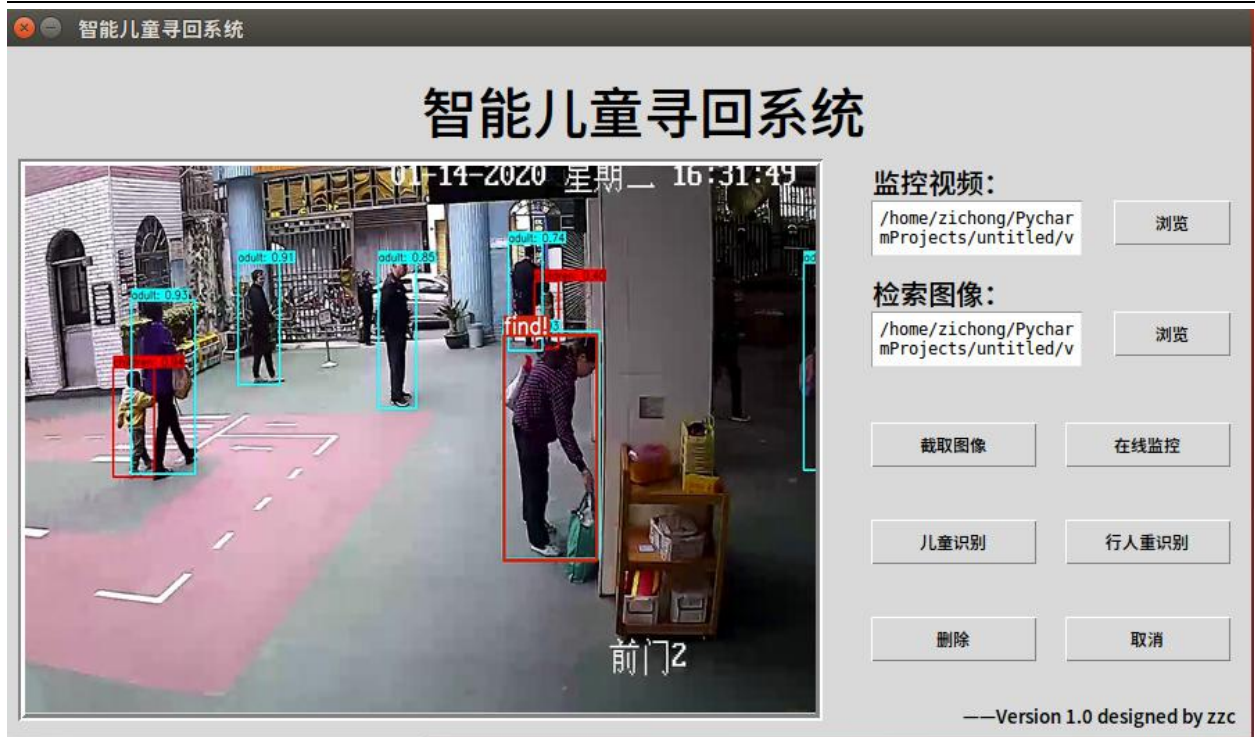 智能儿童寻回系统
智能儿童寻回系统
01-14-2020 星期二 16:31:49
监控视频：
/home/zichong/Pychar
mProjects/untitled/v
浏览
检索图像：
/home/zichong/Pychar
mProjects/untitled/v
浏览
adult: 0.74
adult: 0.91
adult: 0.85
adult: 0.93
find!
截取图像
在线监控
儿童识别
行人重识别
删除
取消
前门2
——Version 1.0 designed by zzc